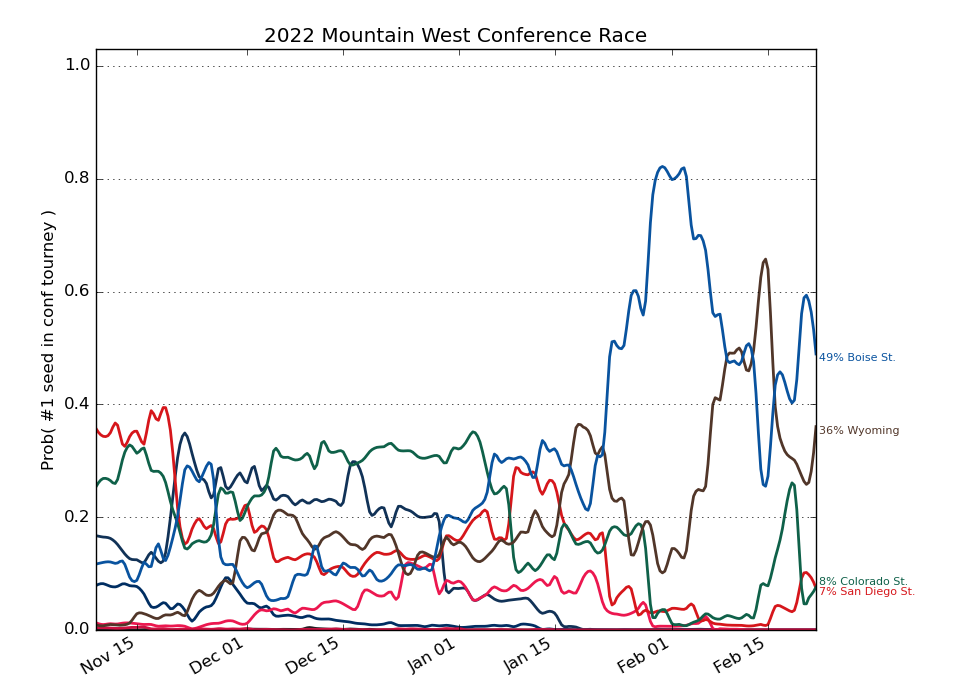 2022 Mountain West Conference Race
Prob( #1 seed in conf tourney )
1.0
0.8
0.6
0.4
0.2
0.0
49% Boise St.
36% Wyoming
8% Colorado St.
7% San Diego St.
Nov 15
Dec 01
Dec 15
Jan 01
Jan 15
Feb 01
Feb 15